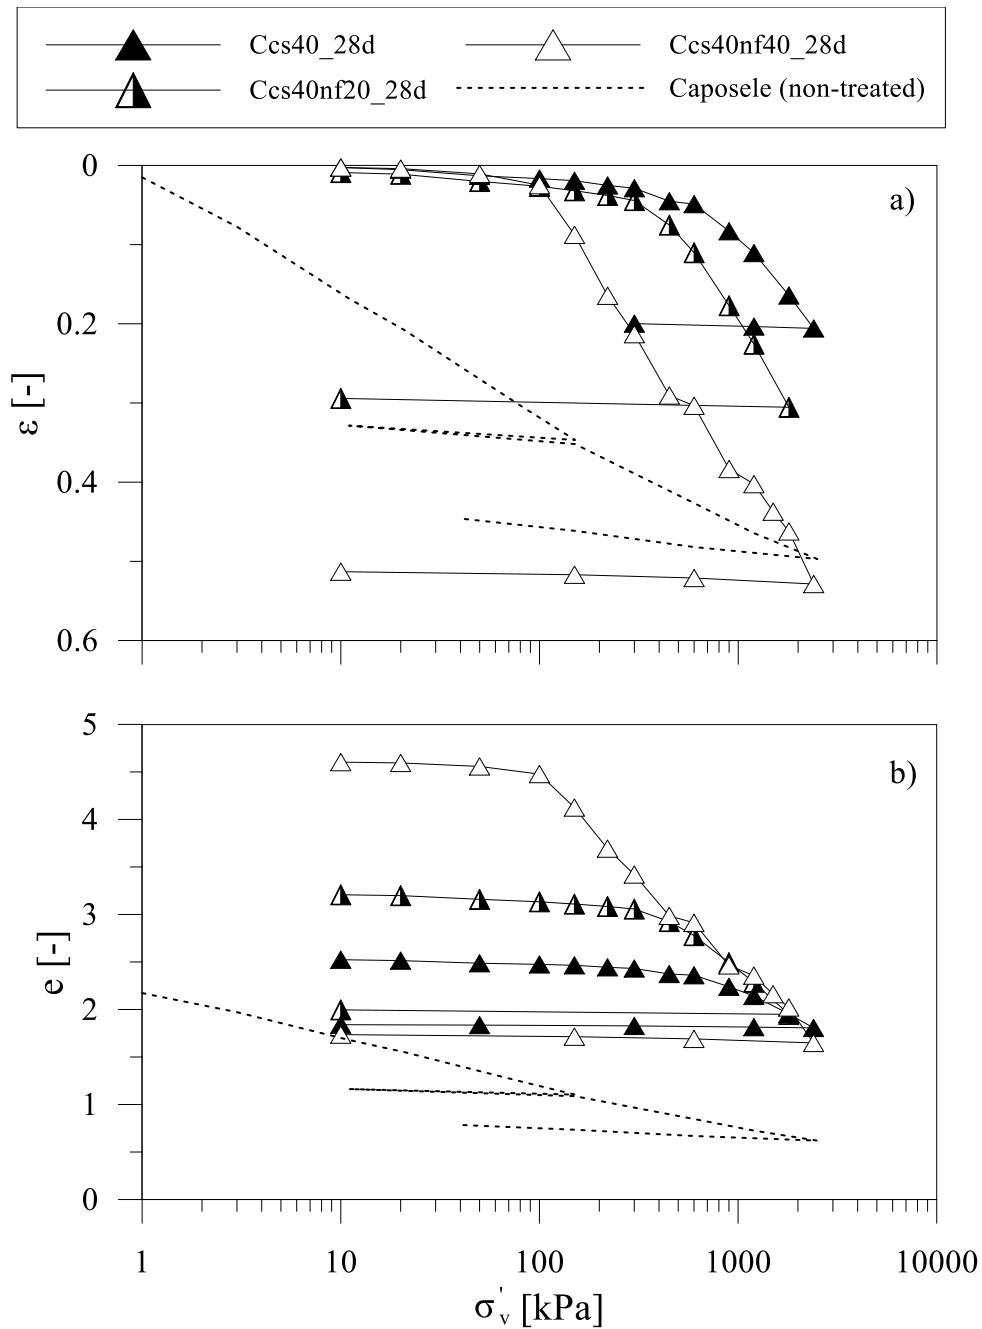 Ccs40_28d Ccs40nf40_28d
Ccs40nf20_28d Caposele (non-treated)
0
a)
0.2
ε [-]
0.4
0.6
5
b)
4
3
e [-]
2
1
0
1 10 100 1000 10000
σ'v [kPa]